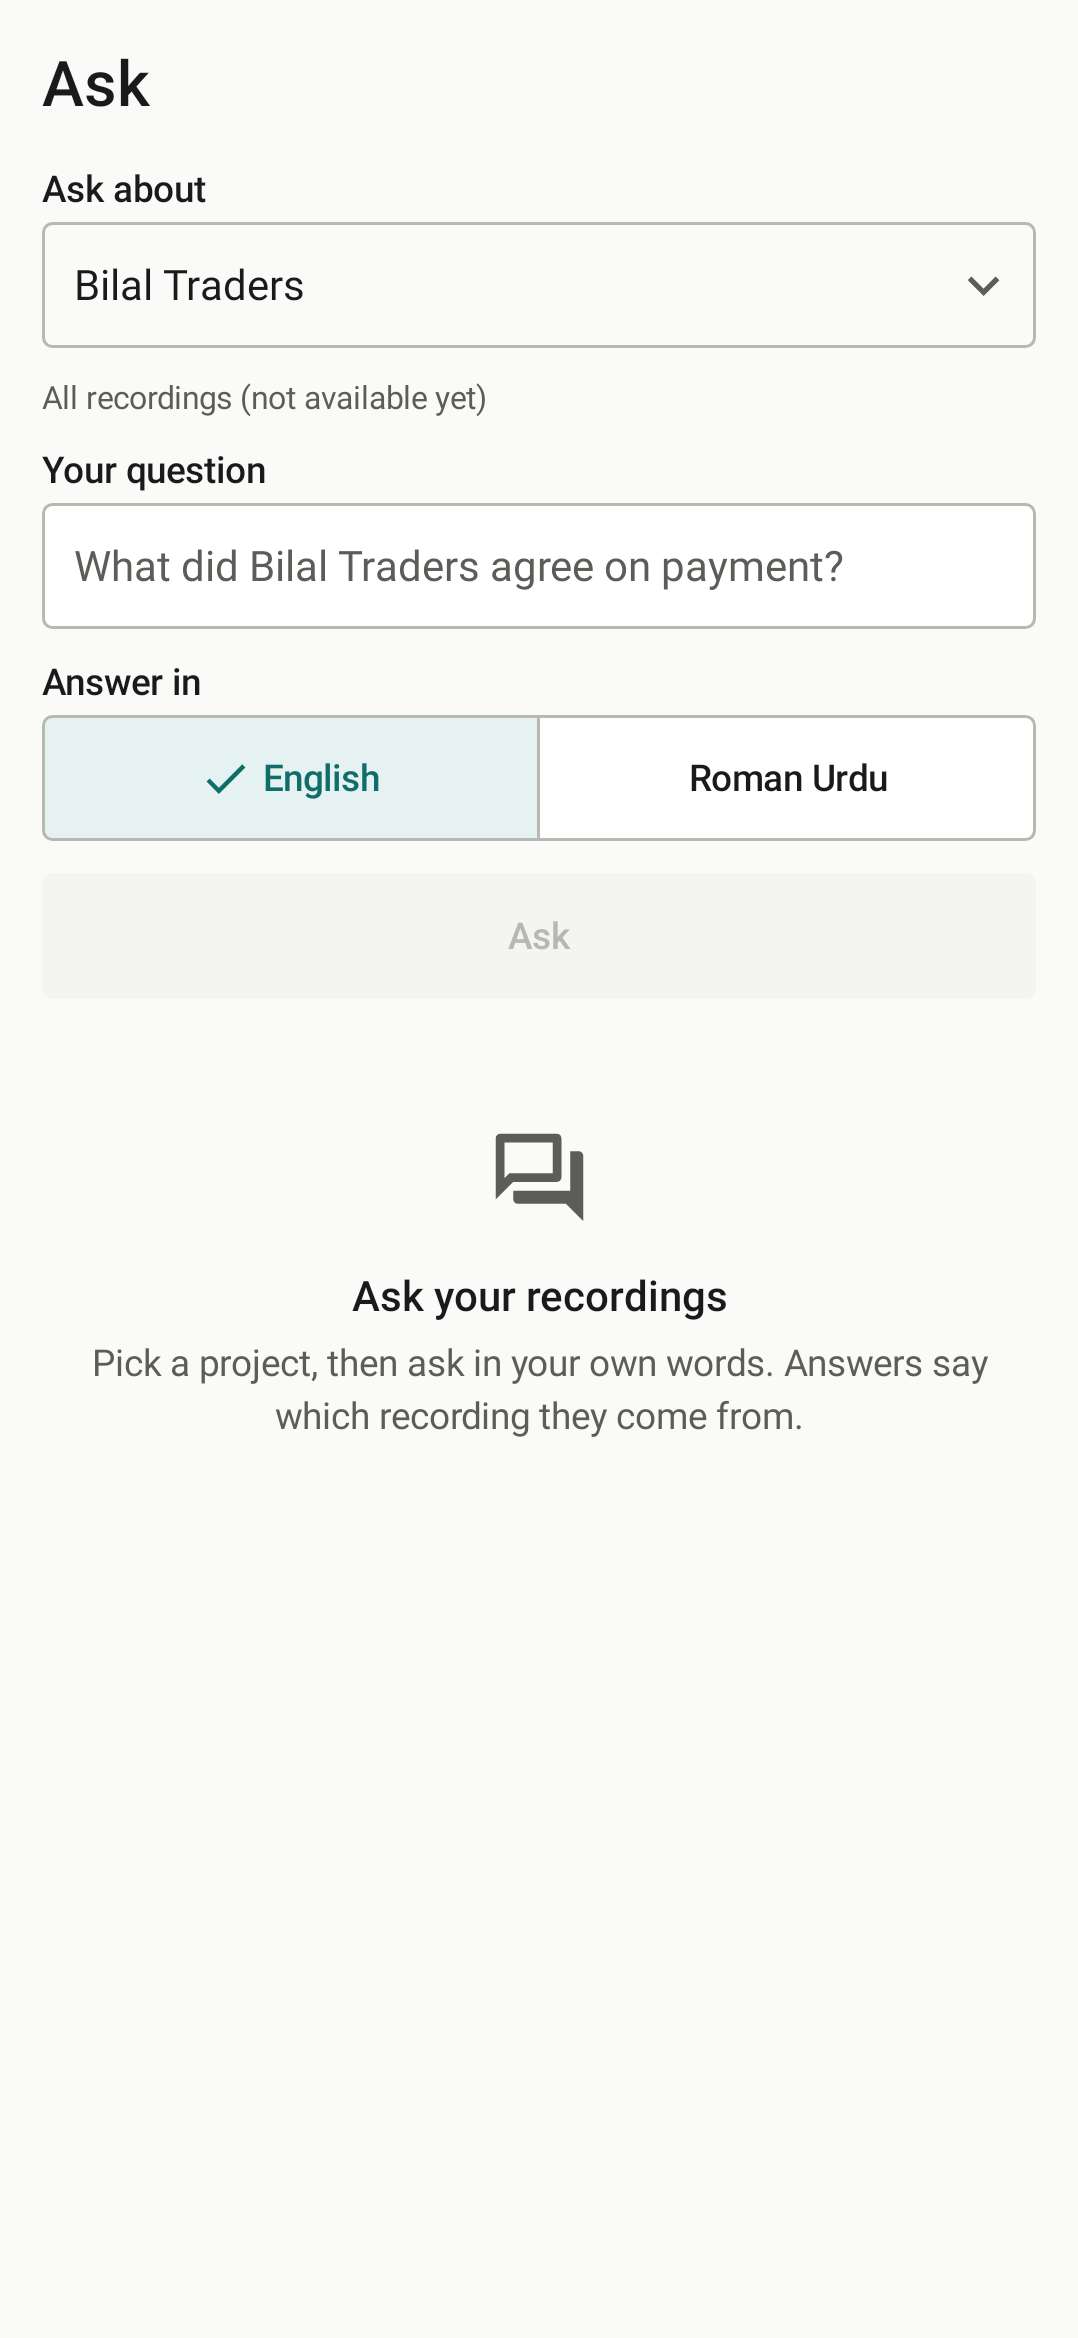 Ask
Ask about
Bilal Traders
All recordings (not available yet)
Your question
What did Bilal Traders agree on payment?
Answer in
English
Roman Urdu
Ask
Ask your recordings
Pick a project, then ask in your own words. Answers say
which recording they come from.